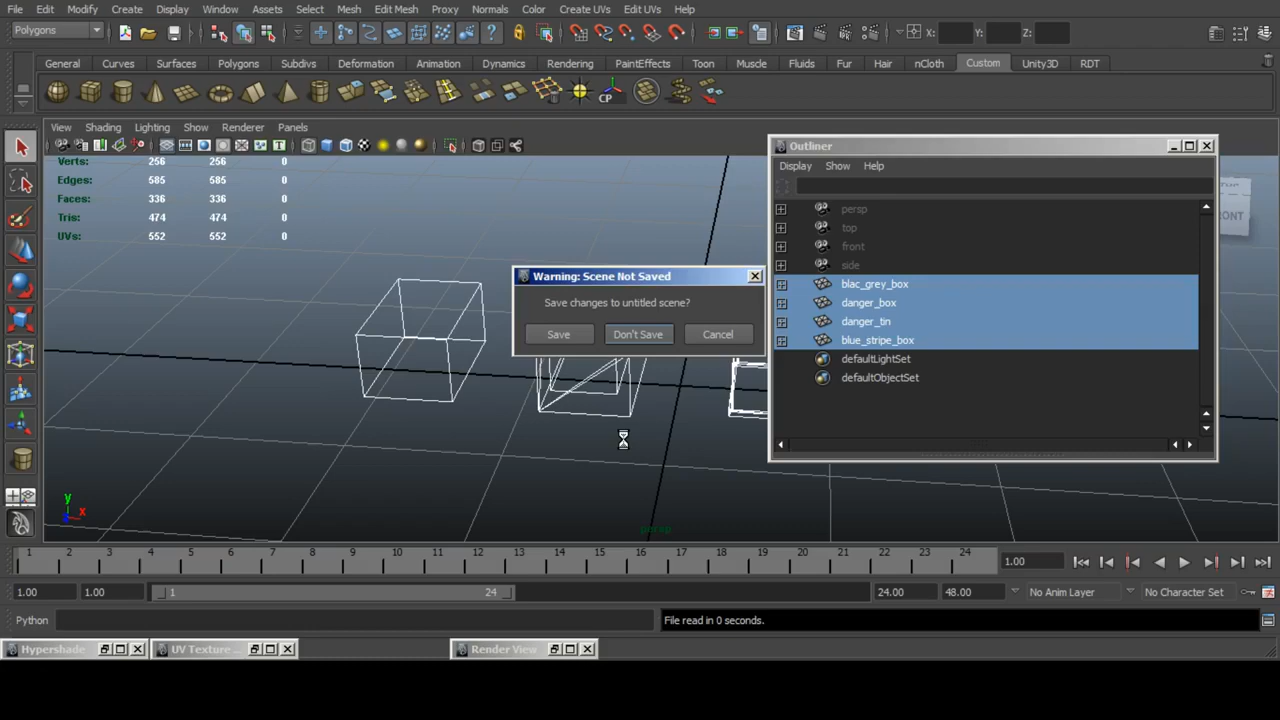 File Edit Modify Create Display Window Assets Select Mesh Edit Mesh Proxy Normals Color Create UVs Edit UVs Help
Polygons X: Y: Z:
General Curves Surfaces Polygons Subdivs Deformation Animation Dynamics Rendering PaintEffects Toon Muscle Fluids Fur Hair nCloth Custom Unity3D RDT
CP
View Shading Lighting Show Renderer Panels
Verts: 256 256 0
Edges: 585 585 0
Faces: 336 336 0
Tris: 474 474 0
UVs: 552 552 0
Outliner
Display Show Help
persp
top
front
side
blac_grey_box
danger_box
danger_tin
blue_stripe_box
defaultLightSet
defaultObjectSet
Warning: Scene Not Saved
Save changes to untitled scene?
Save Don't Save Cancel
y
x
persp
1 2 3 4 5 6 7 8 9 10 11 12 13 14 15 16 17 18 19 20 21 22 23 24 1.00
1.00 1.00 1 24 24.00 48.00 No Anim Layer No Character Set
Python File read in 0 seconds.
Hypershade UV Texture ... Render View